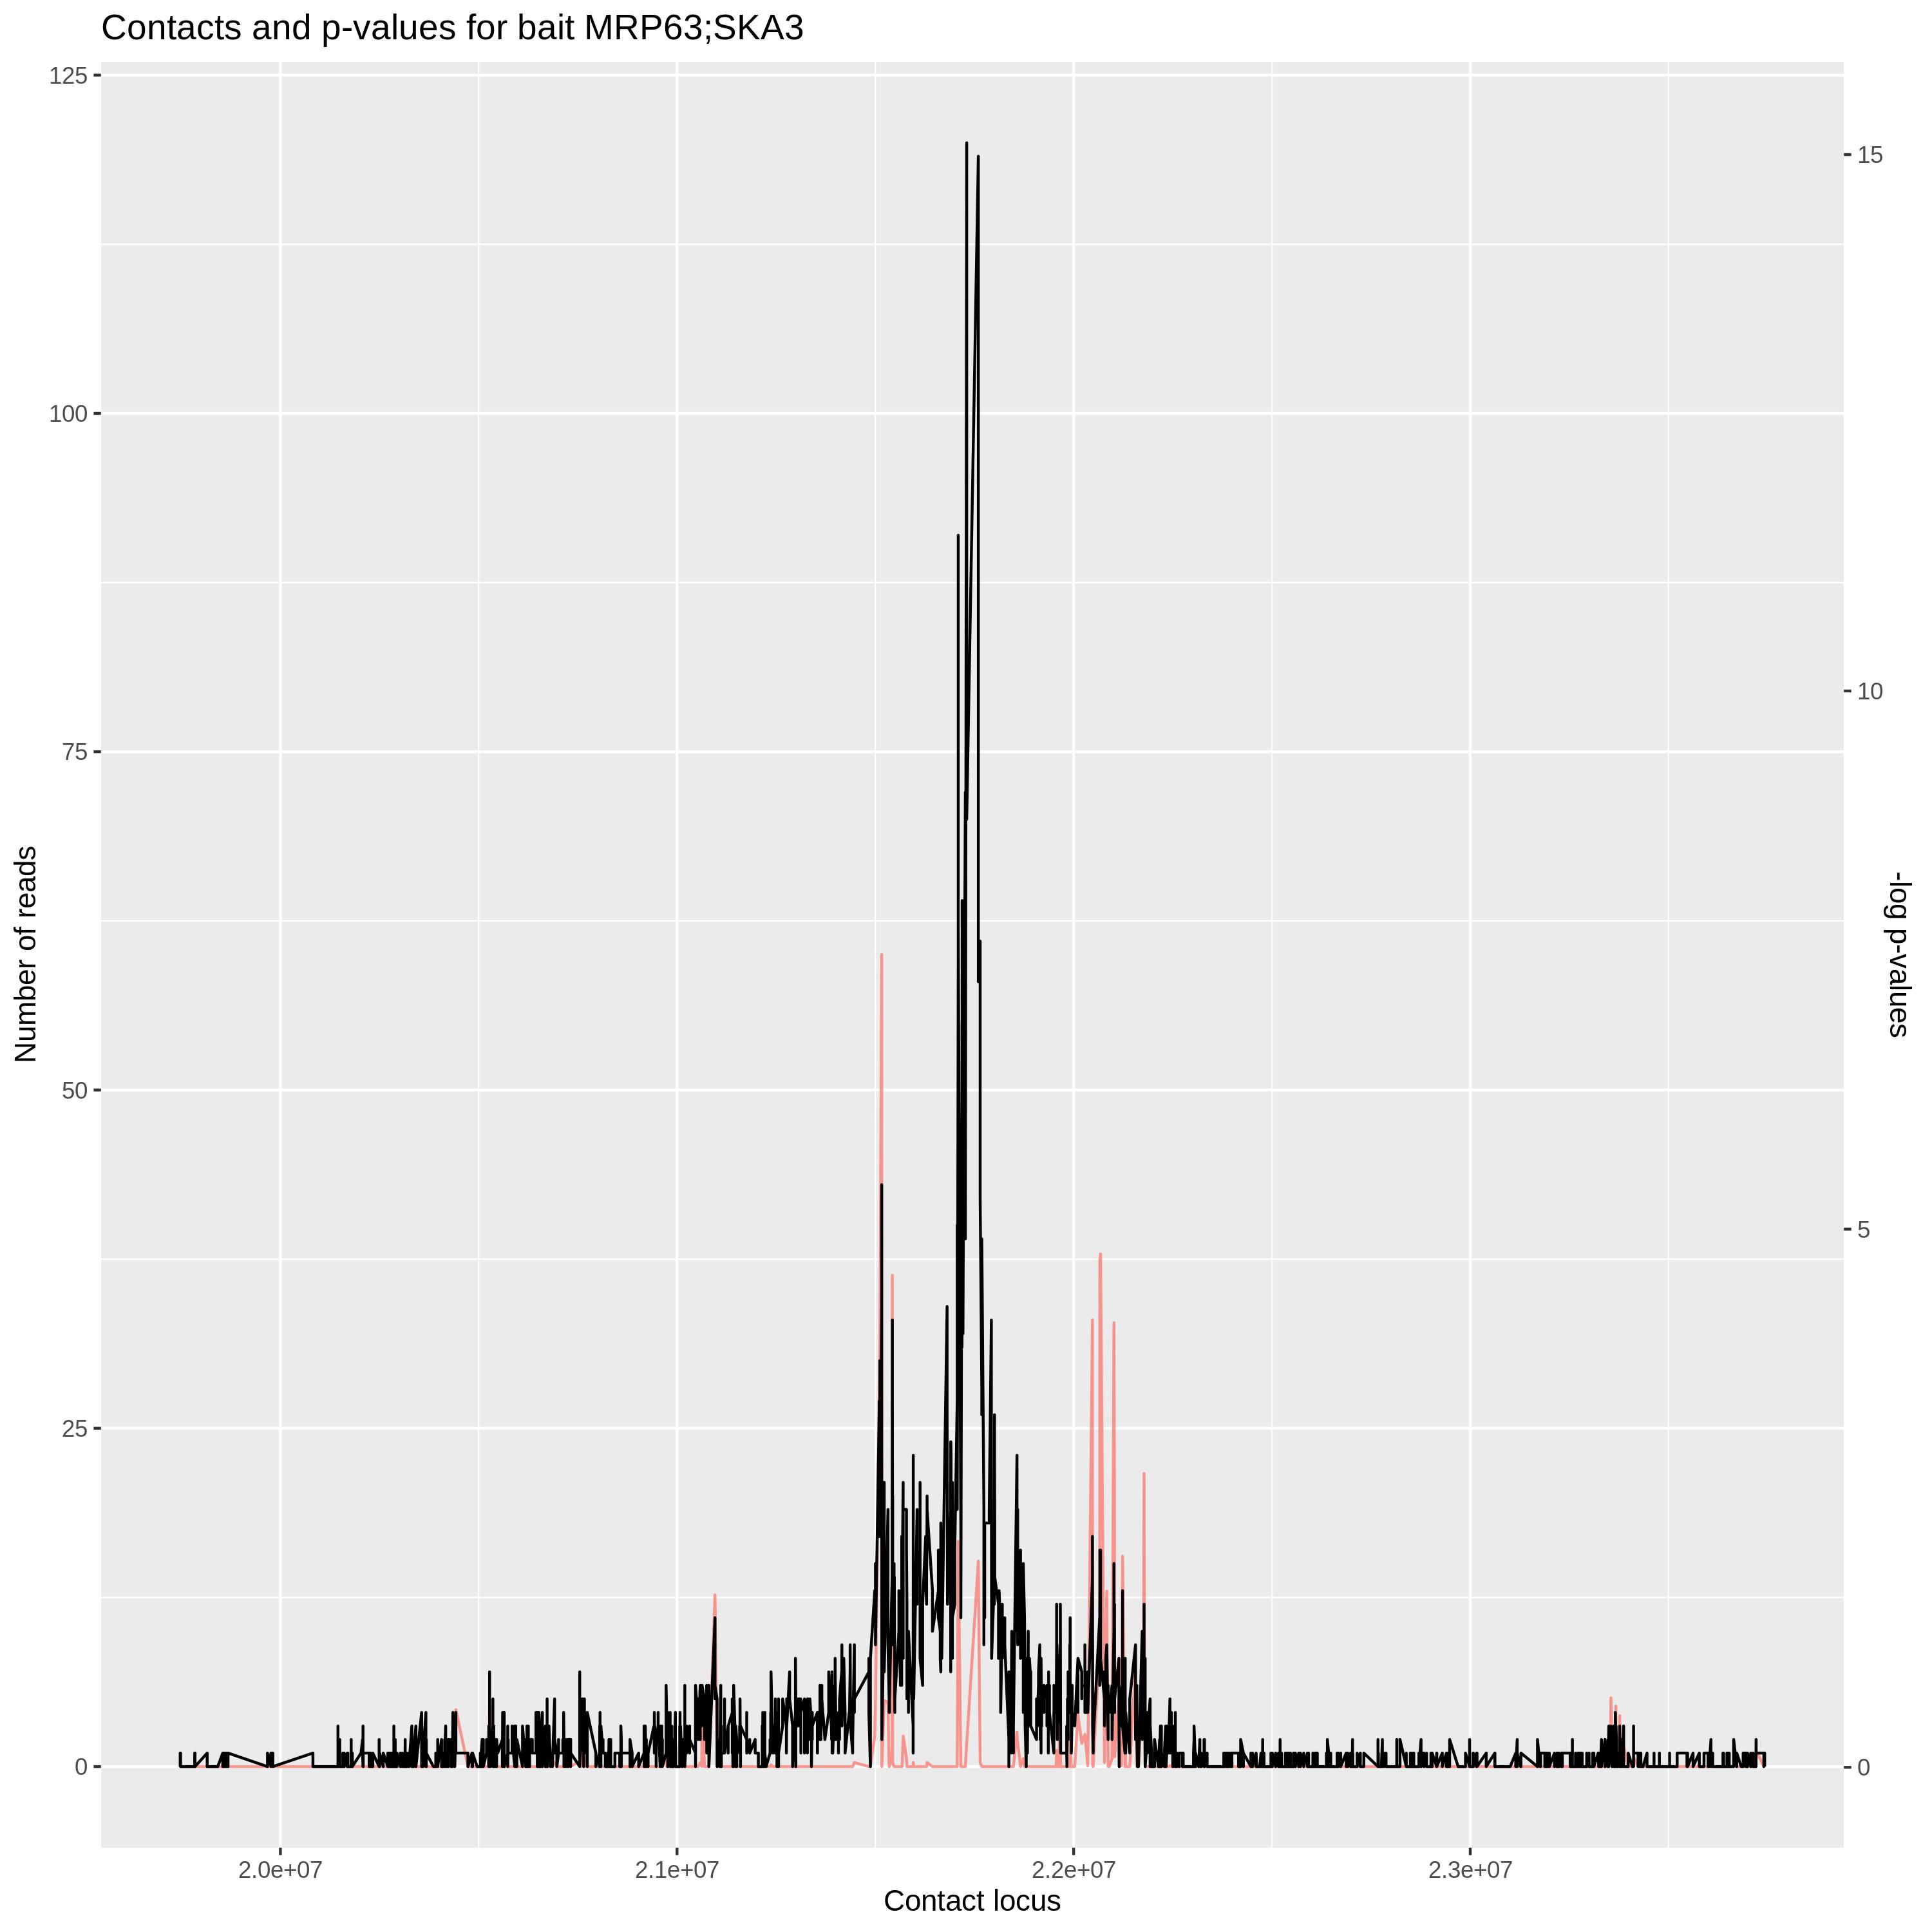 Contacts and p-values for bait MRP63;SKA3
125
100
75
50
25
0
Number of reads
15
10
5
0
-log p-values
2.0e+07
2.1e+07
2.2e+07
2.3e+07
Contact locus